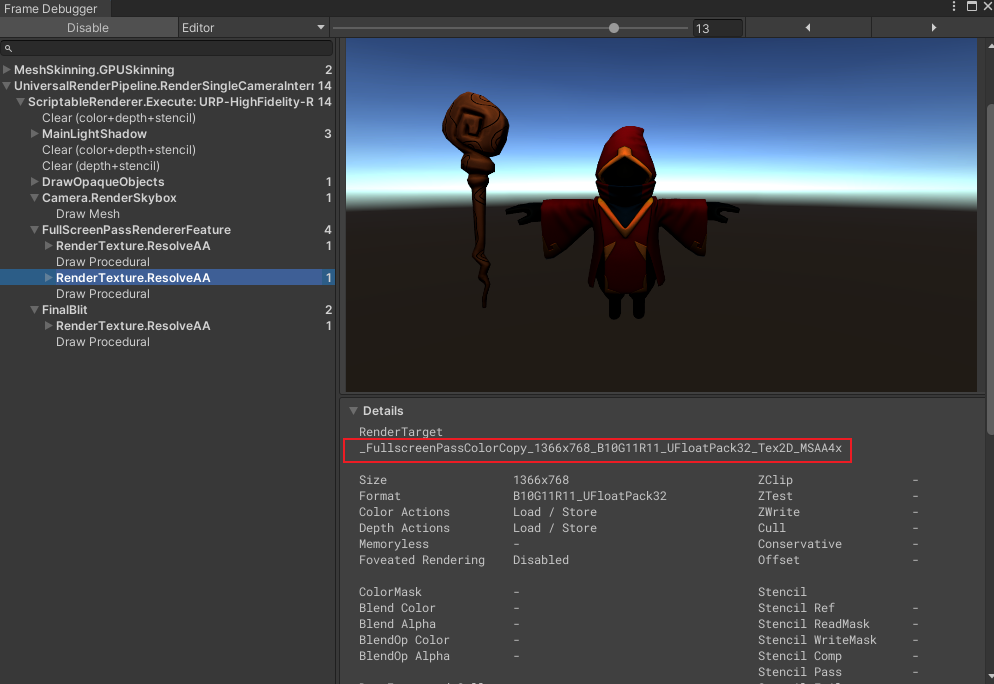 Frame Debugger
Disable
Editor
13
MeshSkinning.GPUSkinning 2
UniversalRenderPipeline.RenderSingleCameraInterr 14
ScriptableRenderer.Execute: URP-HighFidelity-R 14
Clear (color+depth+stencil)
MainLightShadow 3
Clear (color+depth+stencil)
Clear (depth+stencil)
DrawOpaqueObjects 1
Camera.RenderSkybox 1
Draw Mesh
FullScreenPassRendererFeature 4
RenderTexture.ResolveAA 1
Draw Procedural
RenderTexture.ResolveAA 1
Draw Procedural
FinalBlit 2
RenderTexture.ResolveAA 1
Draw Procedural
Details
RenderTarget
_FullscreenPassColorCopy_1366x768_B10G11R11_UFloatPack32_Tex2D_MSAA4x
Size 1366x768 ZClip -
Format B10G11R11_UFloatPack32 ZTest -
Color Actions Load / Store ZWrite -
Depth Actions Load / Store Cull -
Memoryless - Conservative -
Foveated Rendering Disabled Offset -
ColorMask - Stencil
Blend Color - Stencil Ref -
Blend Alpha - Stencil ReadMask -
BlendOp Color - Stencil WriteMask -
BlendOp Alpha - Stencil Comp -
Stencil Pass -